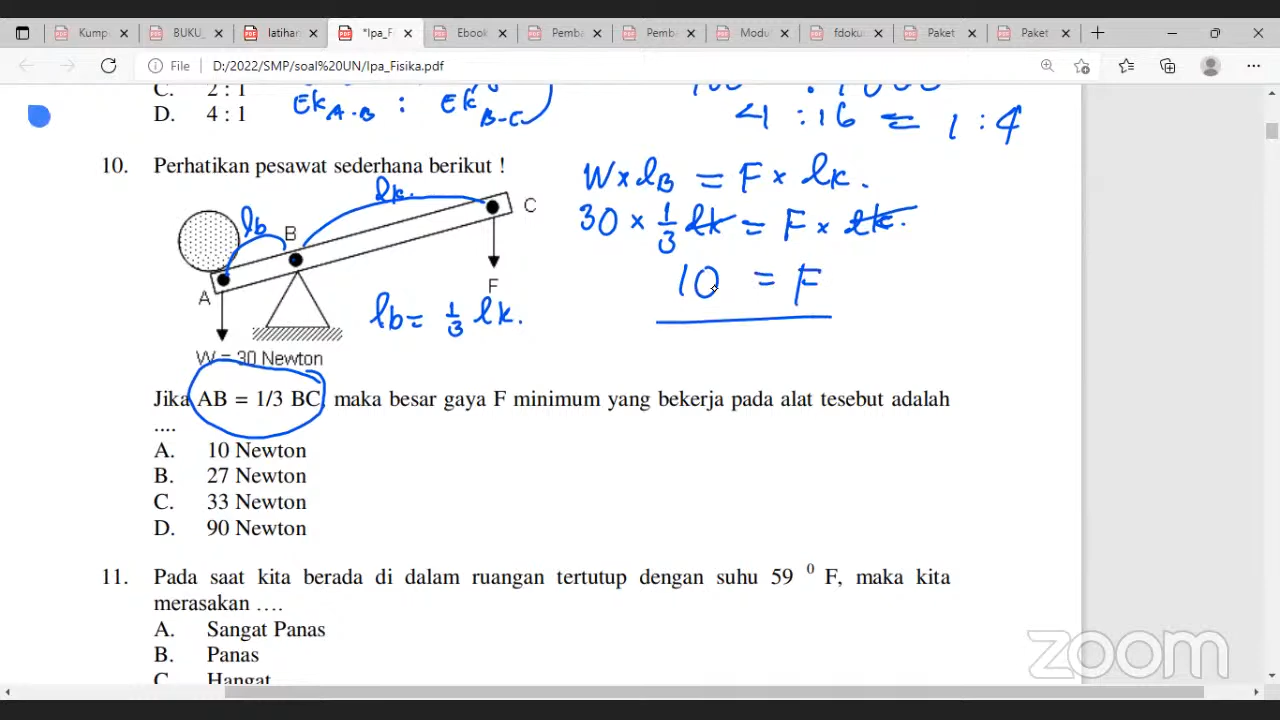 Kump
BUKU_
latihan
*Ipa_F
Ebook
Pemba
Pemba
Modu
fdoku
Paket
Paket
File D:/2022/SMP/soal%20UN/Ipa_Fisika.pdf
C. 2 : 1
D. 4 : 1
EK A-B : EK B-C
4 : 16 = 1 : 4
10. Perhatikan pesawat sederhana berikut !
lb
lk.
A
B
C
F
W = 30 Newton
lb = 1/3 lk.
W x lB = F x lk.
30 x 1/3 lk = F x lk.
10 = F
Jika AB = 1/3 BC, maka besar gaya F minimum yang bekerja pada alat tesebut adalah
....
A. 10 Newton
B. 27 Newton
C. 33 Newton
D. 90 Newton
11. Pada saat kita berada di dalam ruangan tertutup dengan suhu 59 ⁰ F, maka kita
merasakan ….
A. Sangat Panas
B. Panas
C. Hangat
zoom